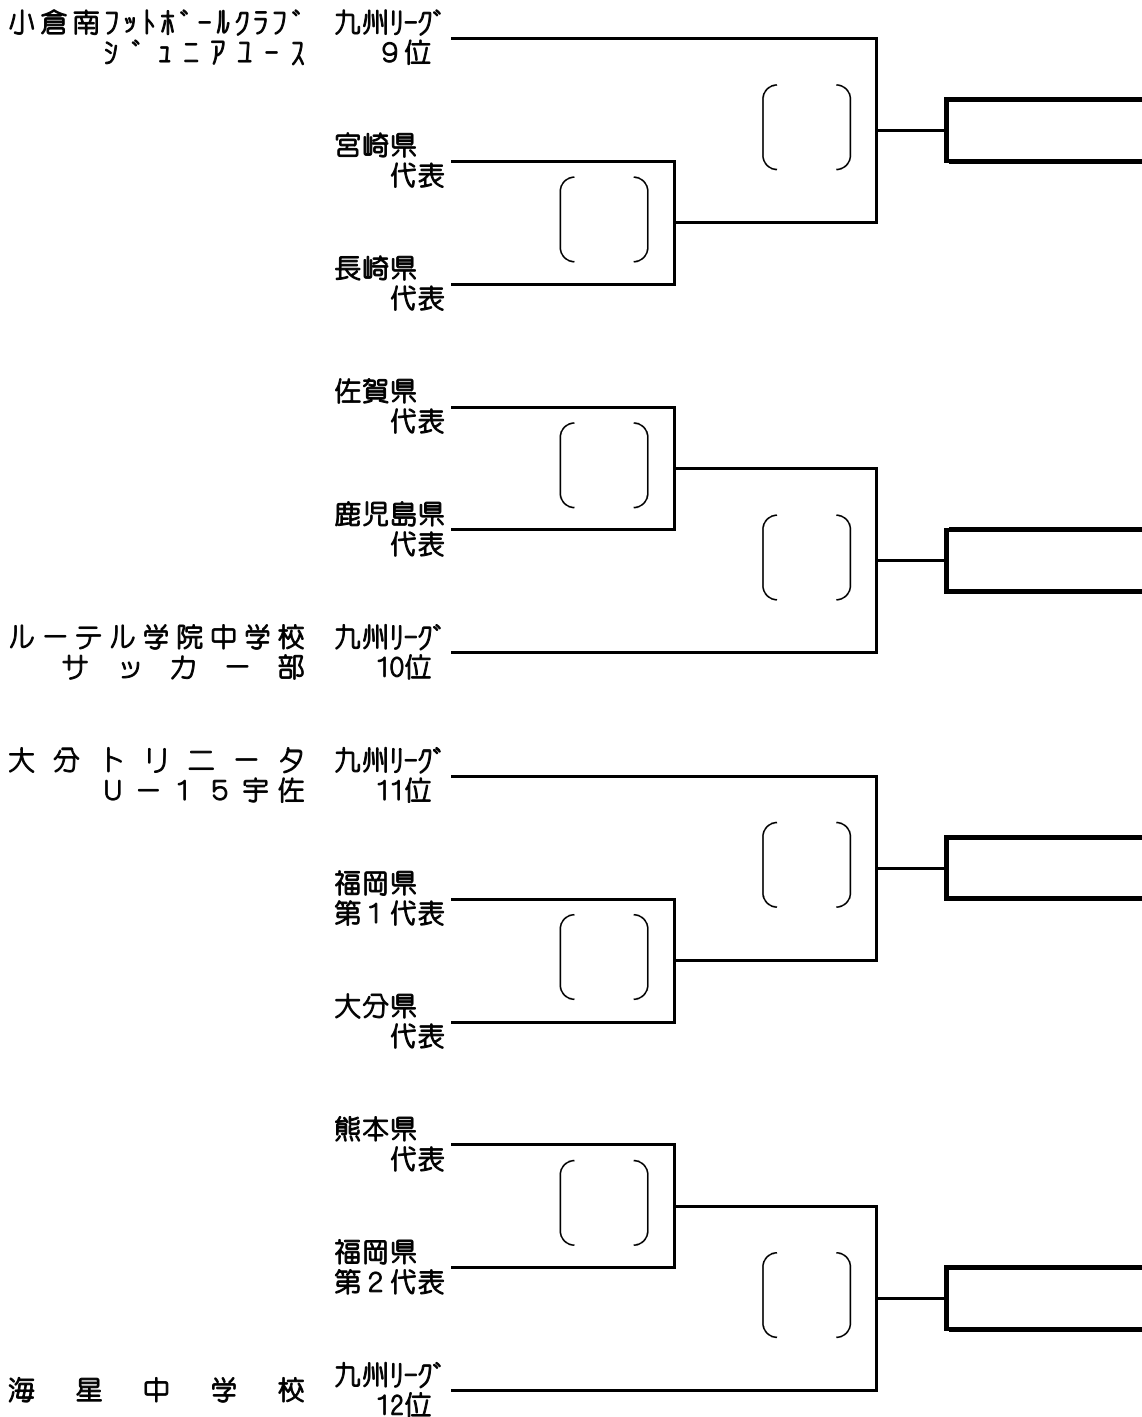 小倉南フットボールクラブ 九州リーグ
ジュニアユース 9位
宮崎県
代表
長崎県
代表
佐賀県
代表
鹿児島県
代表
ルーテル学院中学校 九州リーグ
サッカー部 10位
大分トリニータ 九州リーグ
U－15宇佐 11位
福岡県
第1代表
大分県
代表
熊本県
代表
福岡県
第2代表
海星中学校 九州リーグ
12位